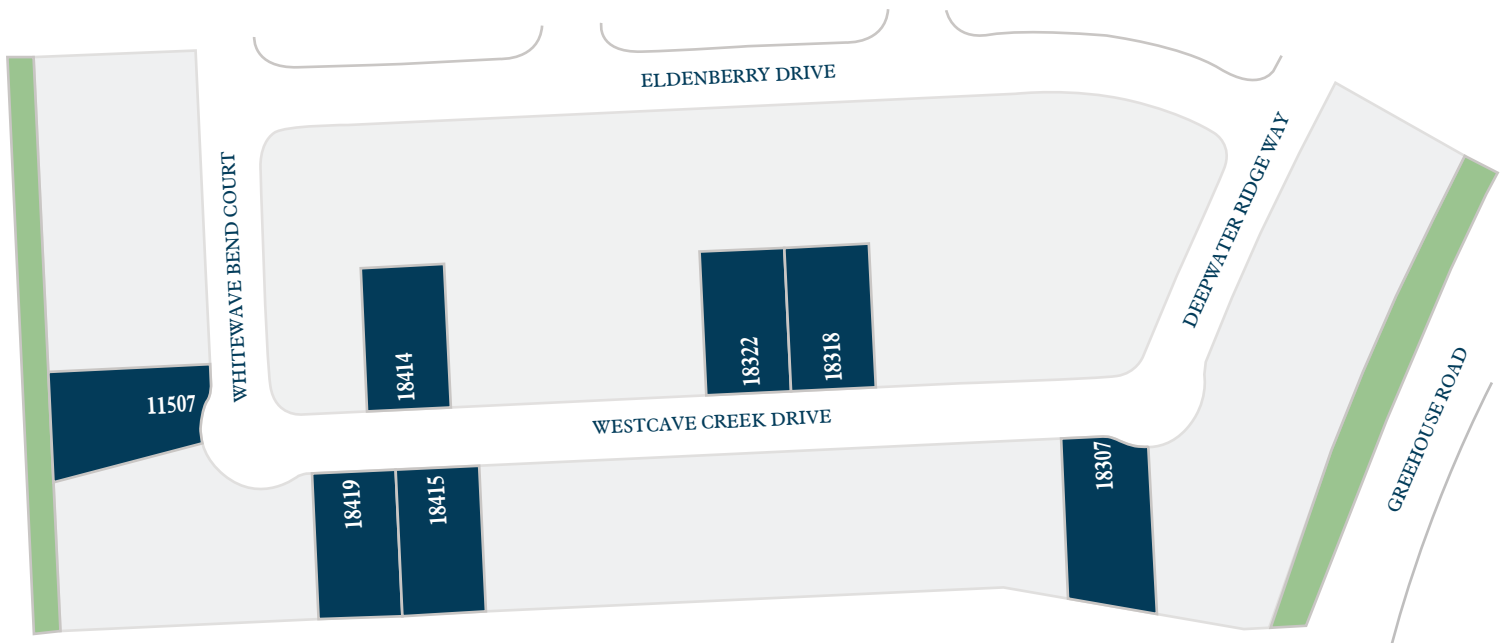 ELDENBERRY DRIVE
WHITEWAVE BEND COURT
DEEPWATER RIDGE WAY
18414
18322
18318
11507
WESTCAVE CREEK DRIVE
GREEHOUSE ROAD
18419
18415
18307